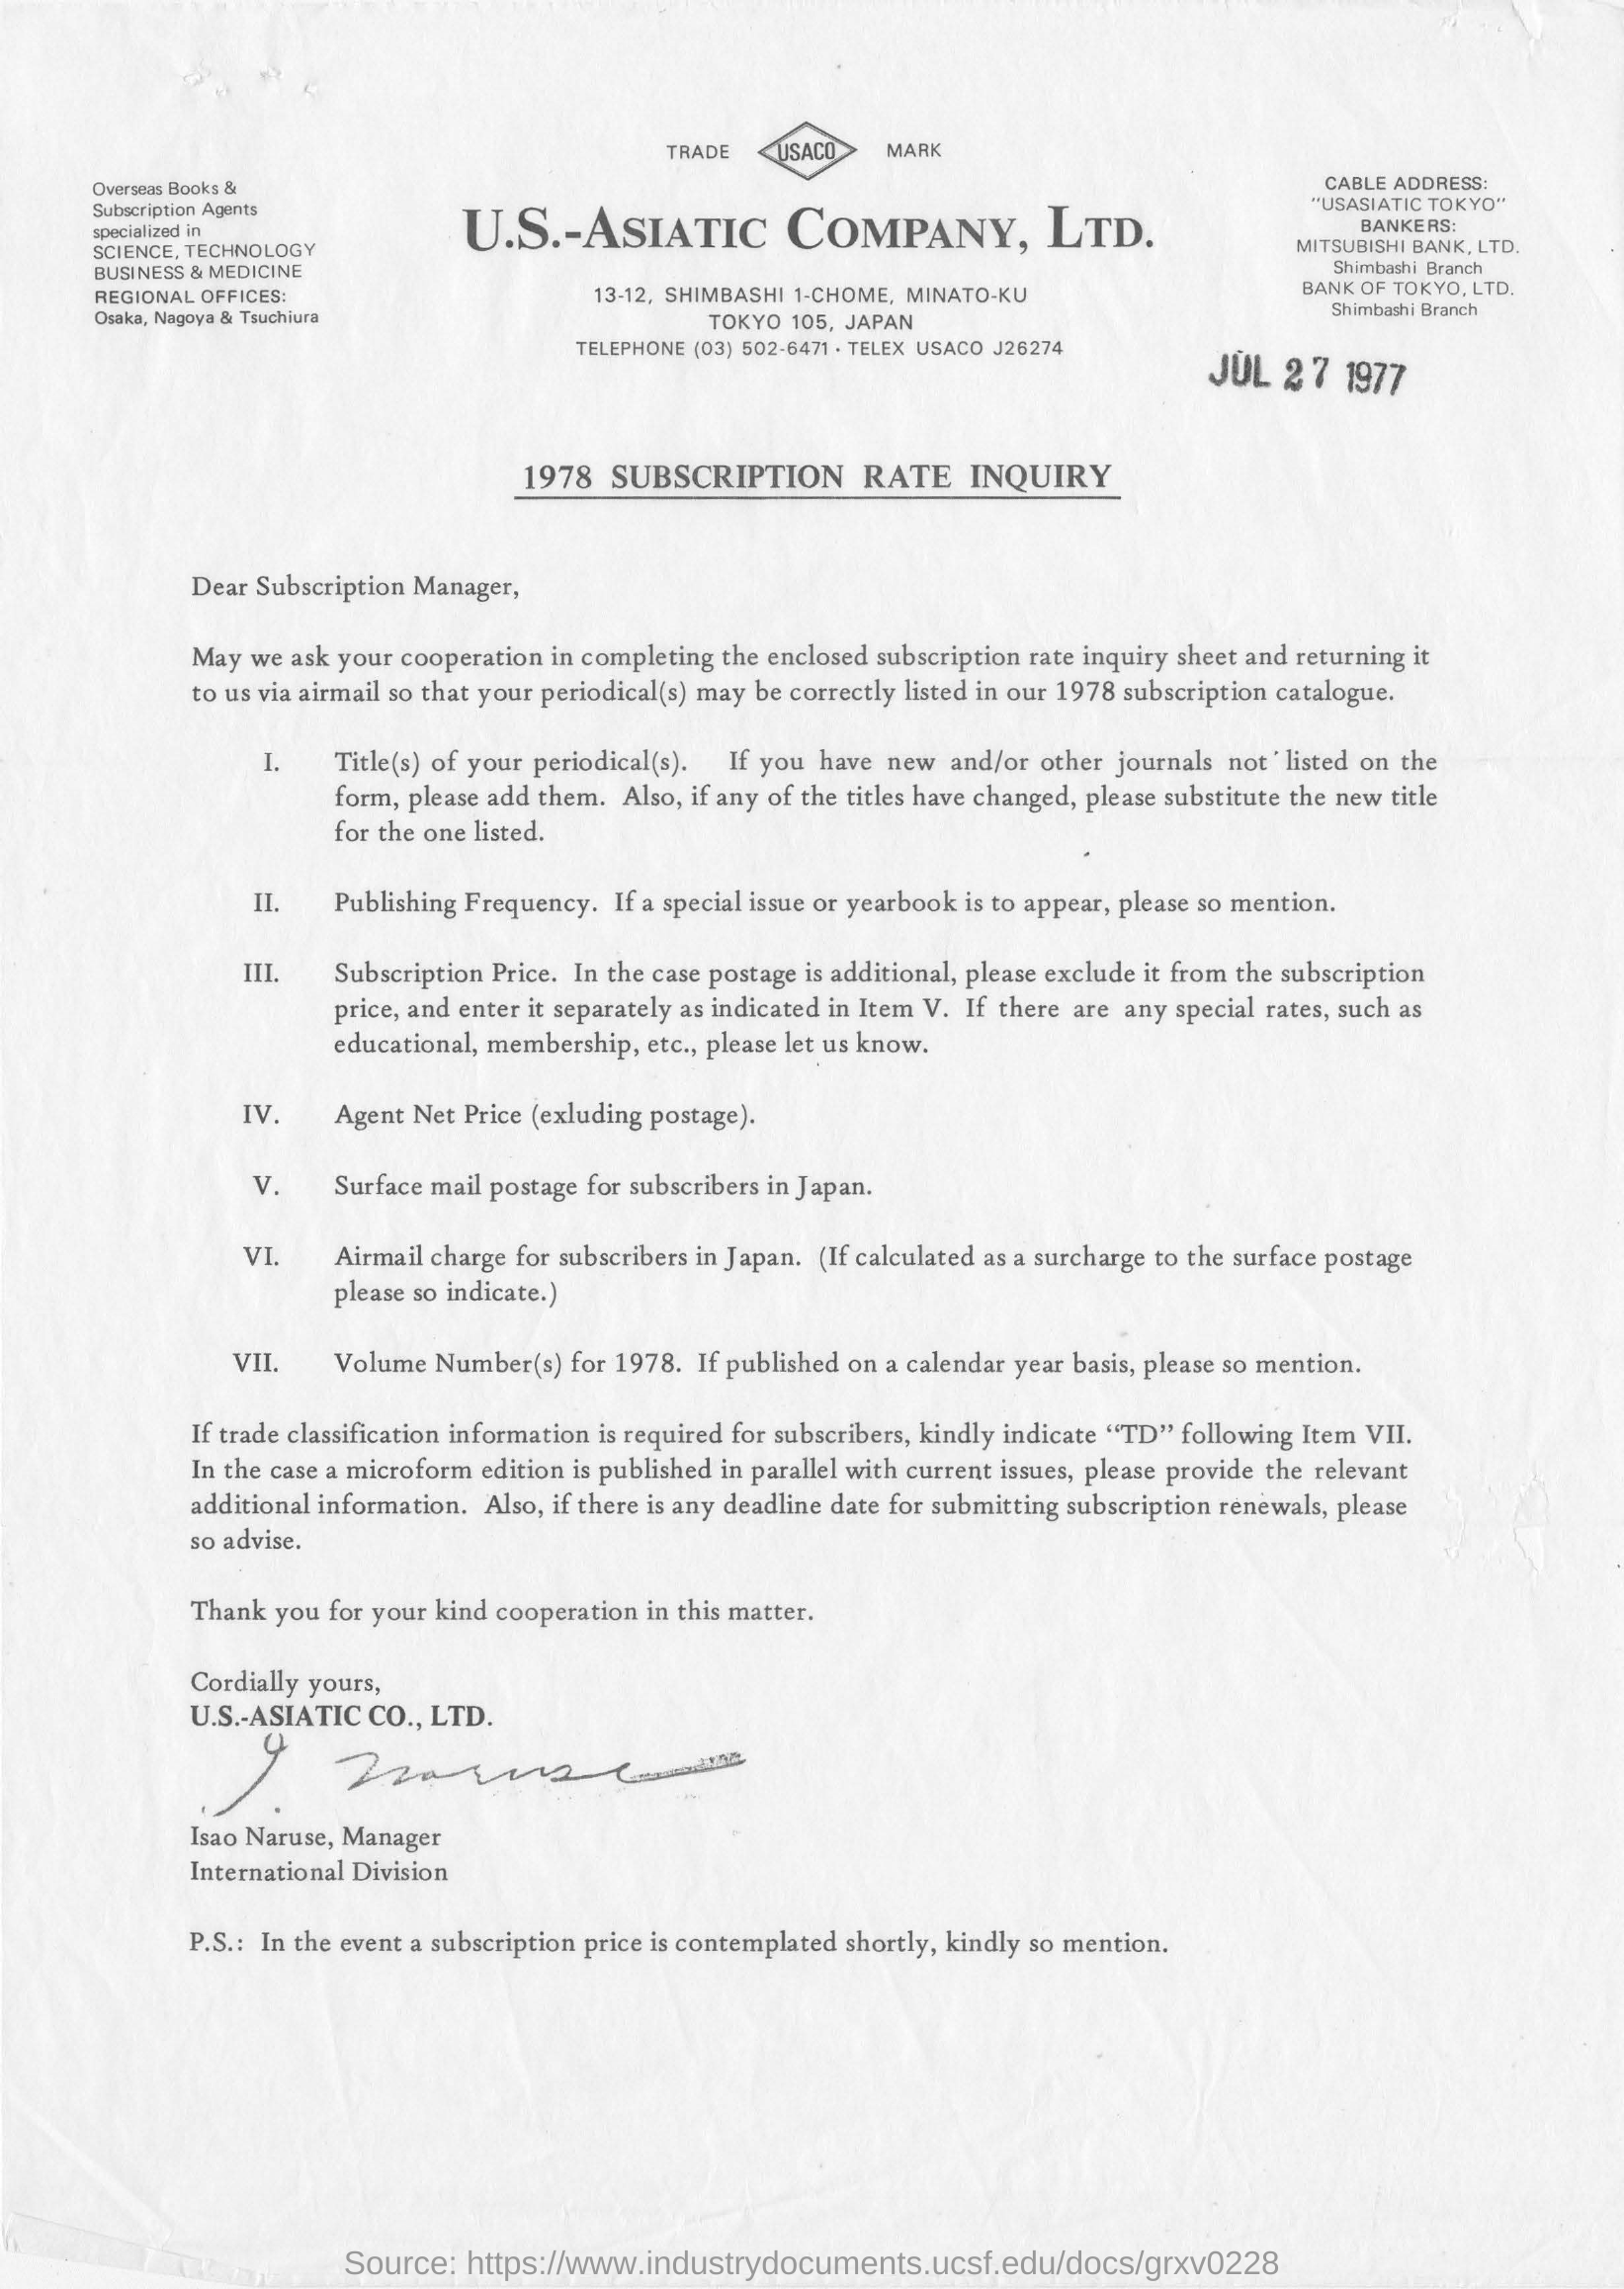 TRADE USACO MARK
Overseas Books &
Subscription Agents
specialized in
SCIENCE, TECHNOLOGY
BUSINESS & MEDICINE
REGIONAL OFFICES:
Osaka, Nagoya & Tsuchiura
U.S.-ASIATIC COMPANY, LTD.
13-12, SHIMBASHI 1-CHOME, MINATO-KU
TOKYO 105, JAPAN
TELEPHONE (03) 502-6471 · TELEX USACO J26274
CABLE ADDRESS:
"USASIATIC TOKYO"
BANKERS:
MITSUBISHI BANK, LTD.
Shimbashi Branch
BANK OF TOKYO, LTD.
Shimbashi Branch
JUL 27 1977
1978 SUBSCRIPTION RATE INQUIRY
Dear Subscription Manager,
May we ask your cooperation in completing the enclosed subscription rate inquiry sheet and returning it
to us via airmail so that your periodical(s) may be correctly listed in our 1978 subscription catalogue.
I. Title(s) of your periodical(s). If you have new and/or other journals not listed on the
form, please add them. Also, if any of the titles have changed, please substitute the new title
for the one listed.
II. Publishing Frequency. If a special issue or yearbook is to appear, please so mention.
III. Subscription Price. In the case postage is additional, please exclude it from the subscription
price, and enter it separately as indicated in Item V. If there are any special rates, such as
educational, membership, etc., please let us know.
IV. Agent Net Price (exluding postage).
V. Surface mail postage for subscribers in Japan.
VI. Airmail charge for subscribers in Japan. (If calculated as a surcharge to the surface postage
please so indicate.)
VII. Volume Number(s) for 1978. If published on a calendar year basis, please so mention.
If trade classification information is required for subscribers, kindly indicate “TD” following Item VII.
In the case a microform edition is published in parallel with current issues, please provide the relevant
additional information. Also, if there is any deadline date for submitting subscription renewals, please
so advise.
Thank you for your kind cooperation in this matter.
Cordially yours,
U.S.-ASIATIC CO., LTD.
I. Naruse
Isao Naruse, Manager
International Division
P.S.: In the event a subscription price is contemplated shortly, kindly so mention.
Source: https://www.industrydocuments.ucsf.edu/docs/grxv0228